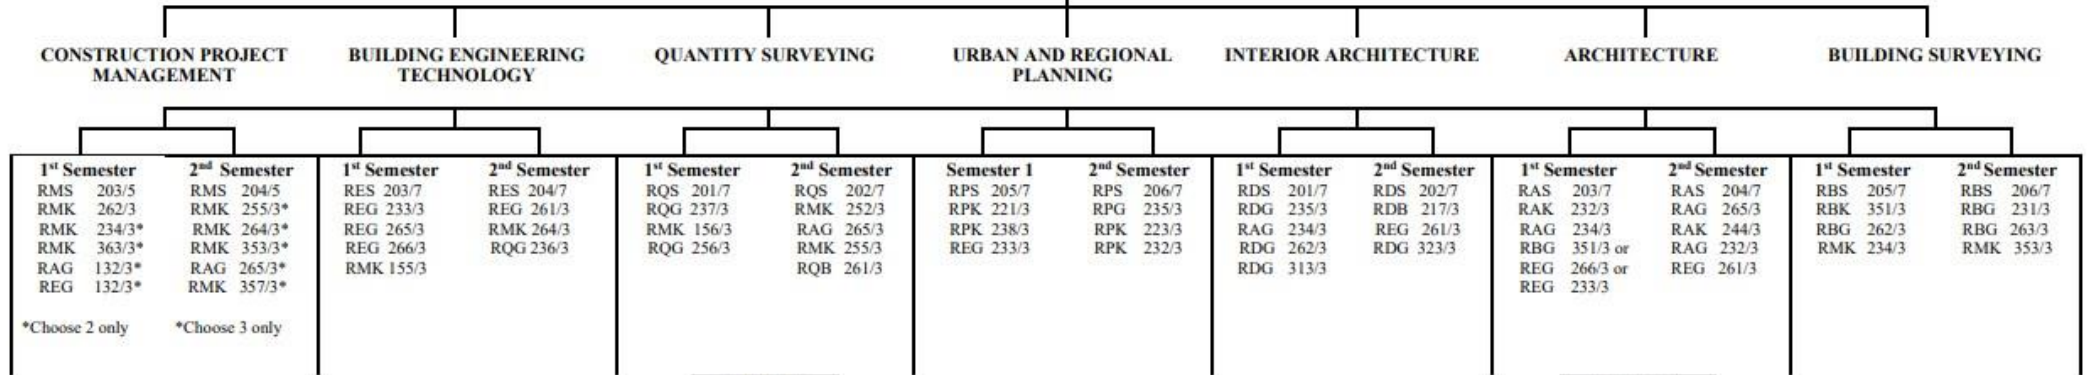 CONSTRUCTION PROJECT
MANAGEMENT
BUILDING ENGINEERING
TECHNOLOGY
QUANTITY SURVEYING
URBAN AND REGIONAL
PLANNING
INTERIOR ARCHITECTURE
ARCHITECTURE
BUILDING SURVEYING
1st Semester
RMS 203/5
RMK 262/3
RMK 234/3*
RMK 363/3*
RAG 132/3*
REG 132/3*
*Choose 2 only
2nd Semester
RMS 204/5
RMK 255/3*
RMK 264/3*
RMK 353/3*
RAG 265/3*
RMK 357/3*
*Choose 3 only
1st Semester
RES 203/7
REG 233/3
REG 265/3
REG 266/3
RMK 155/3
2nd Semester
RES 204/7
REG 261/3
RMK 264/3
RQG 236/3
1st Semester
RQS 201/7
RQG 237/3
RMK 156/3
RQG 256/3
2nd Semester
RQS 202/7
RMK 252/3
RAG 265/3
RMK 255/3
RQB 261/3
Semester 1
RPS 205/7
RPK 221/3
RPK 238/3
REG 233/3
2nd Semester
RPS 206/7
RPG 235/3
RPK 223/3
RPK 232/3
1st Semester
RDS 201/7
RDG 235/3
RAG 234/3
RDG 262/3
RDG 313/3
2nd Semester
RDS 202/7
RDB 217/3
REG 261/3
RDG 323/3
1st Semester
RAS 203/7
RAK 232/3
RAG 234/3
RBG 351/3 or
REG 266/3 or
REG 233/3
2nd Semester
RAS 204/7
RAG 265/3
RAK 244/3
RAG 232/3
REG 261/3
1st Semester
RBS 205/7
RBK 351/3
RBG 262/3
RMK 234/3
2nd Semester
RBS 206/7
RBG 231/3
RBG 263/3
RMK 353/3